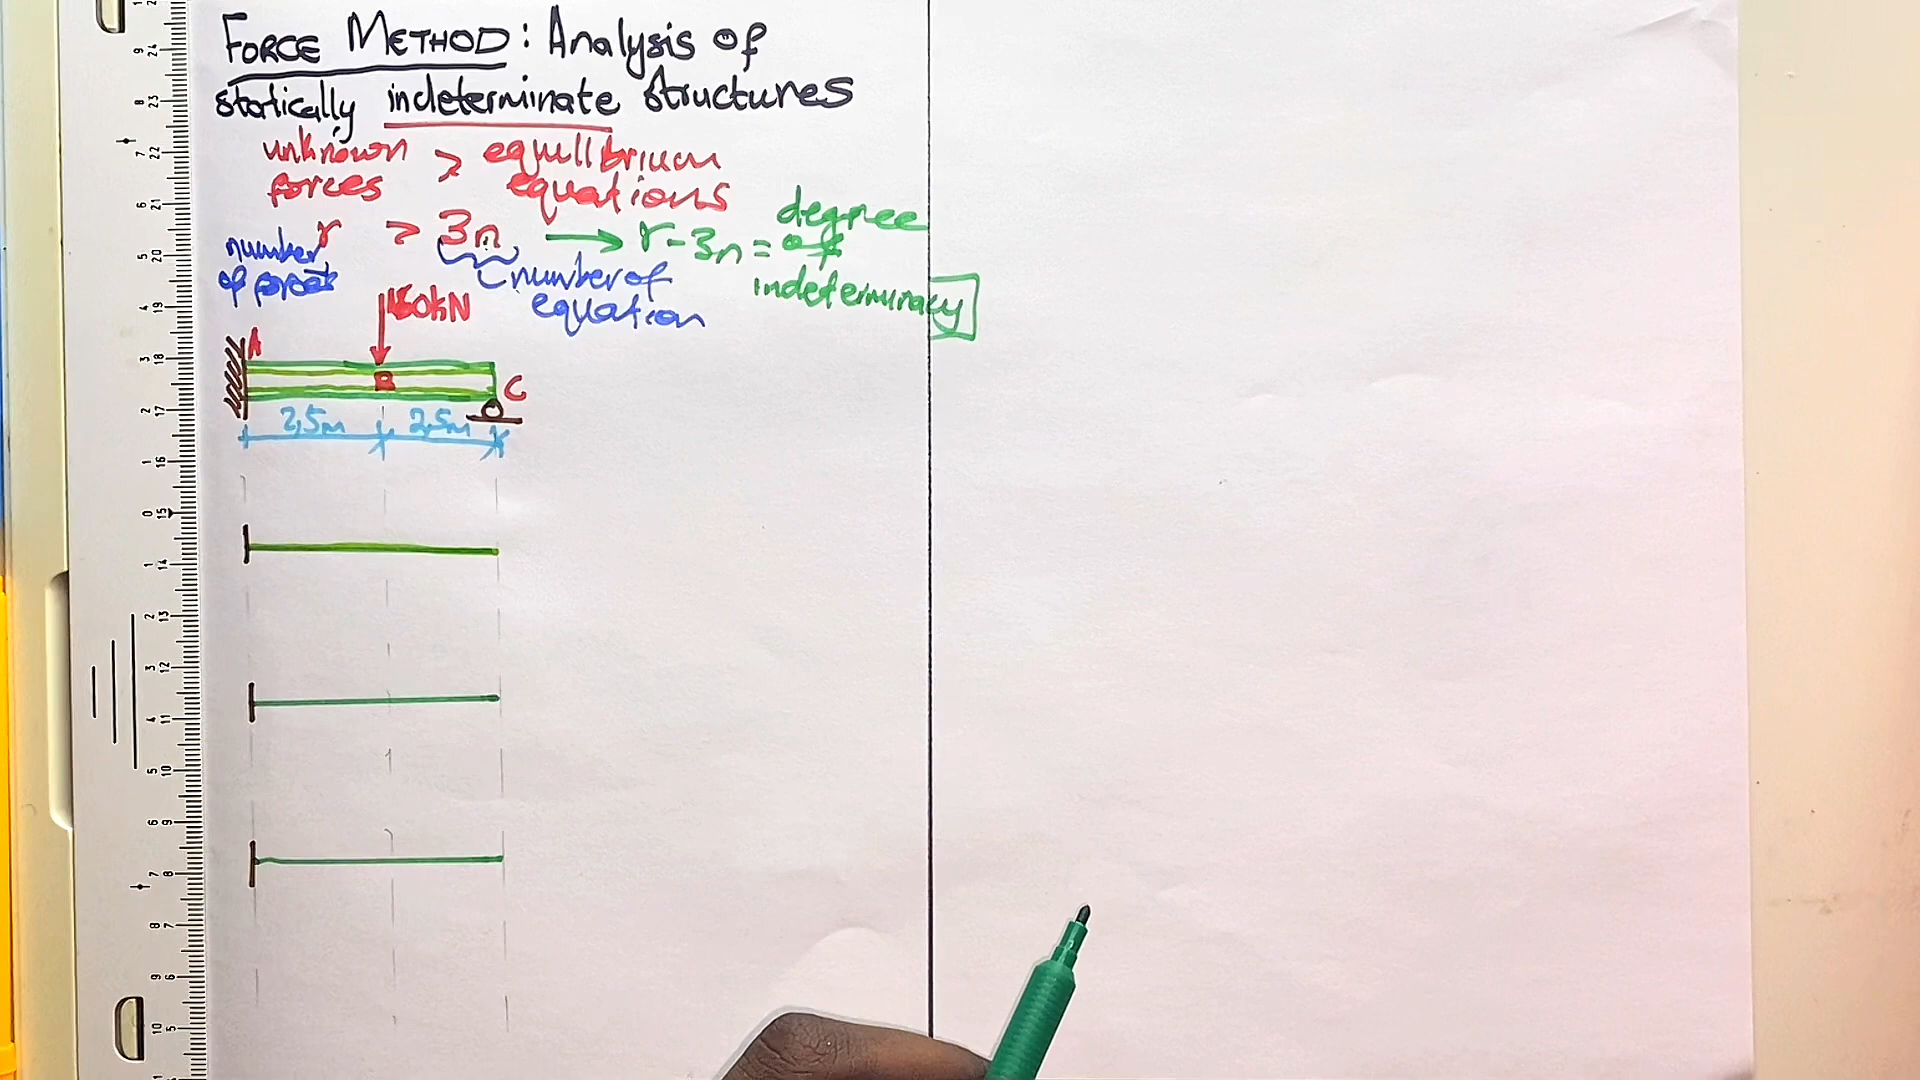 FORCE METHOD: Analysis of
statically indeterminate structures
unknown forces > equilibrium equations
r > 3n → r - 3n = degree of indeterminacy
number of forces
number of equation
150kN
A
B
C
2,5m 2,5m